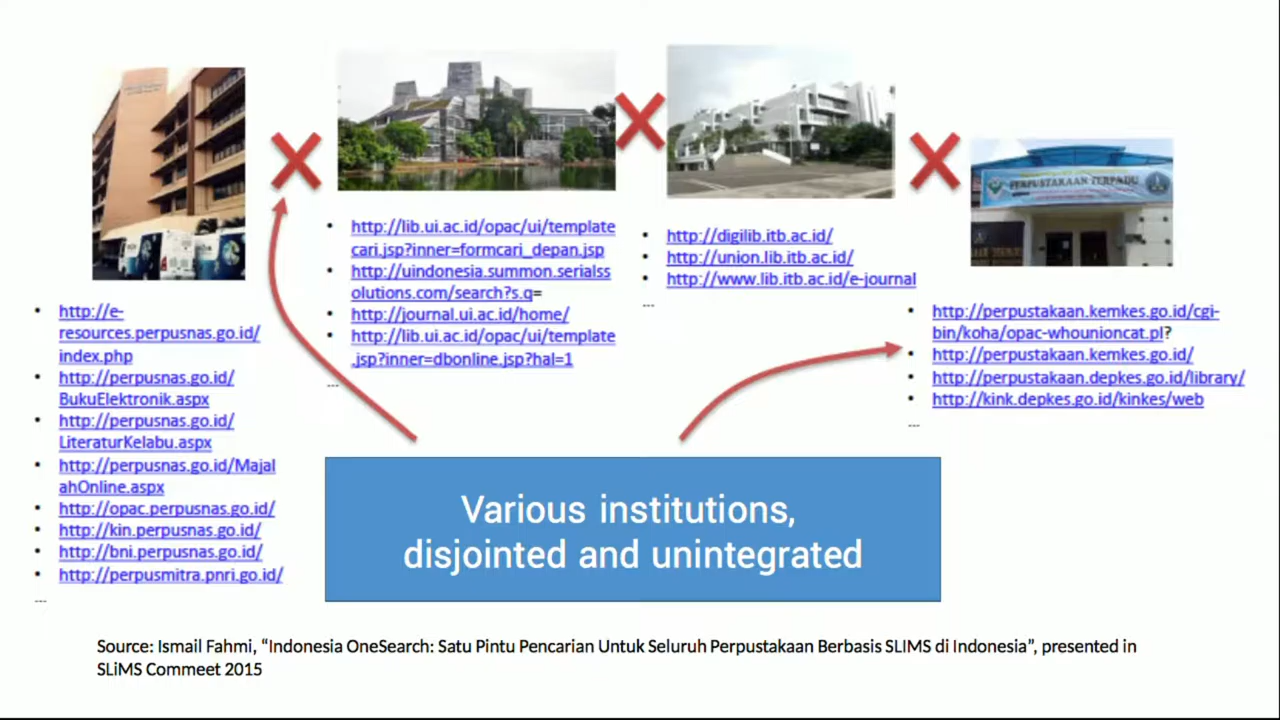 http://e-
resources.perpusnas.go.id/
index.php
http://perpusnas.go.id/
BukuElektronik.aspx
http://perpusnas.go.id/
LiteraturKelabu.aspx
http://perpusnas.go.id/Majal
ahOnline.aspx
http://opac.perpusnas.go.id/
http://kin.perpusnas.go.id/
http://bni.perpusnas.go.id/
http://perpusmitra.pnri.go.id/
...
http://lib.ui.ac.id/opac/ui/template
cari.jsp?inner=formcari_depan.jsp
http://uindonesia.summon.serialss
olutions.com/search?s.q=
http://journal.ui.ac.id/home/
http://lib.ui.ac.id/opac/ui/template
.jsp?inner=dbonline.jsp?hal=1
...
http://digilib.itb.ac.id/
http://union.lib.itb.ac.id/
http://www.lib.itb.ac.id/e-journal
...
PERPUSTAKAAN TERPADU
http://perpustakaan.kemkes.go.id/cgi-
bin/koha/opac-whounioncat.pl?
http://perpustakaan.kemkes.go.id/
http://perpustakaan.depkes.go.id/library/
http://kink.depkes.go.id/kinkes/web
...
Various institutions,
disjointed and unintegrated
Source: Ismail Fahmi, “Indonesia OneSearch: Satu Pintu Pencarian Untuk Seluruh Perpustakaan Berbasis SLIMS di Indonesia”, presented in
SLiMS Commeet 2015